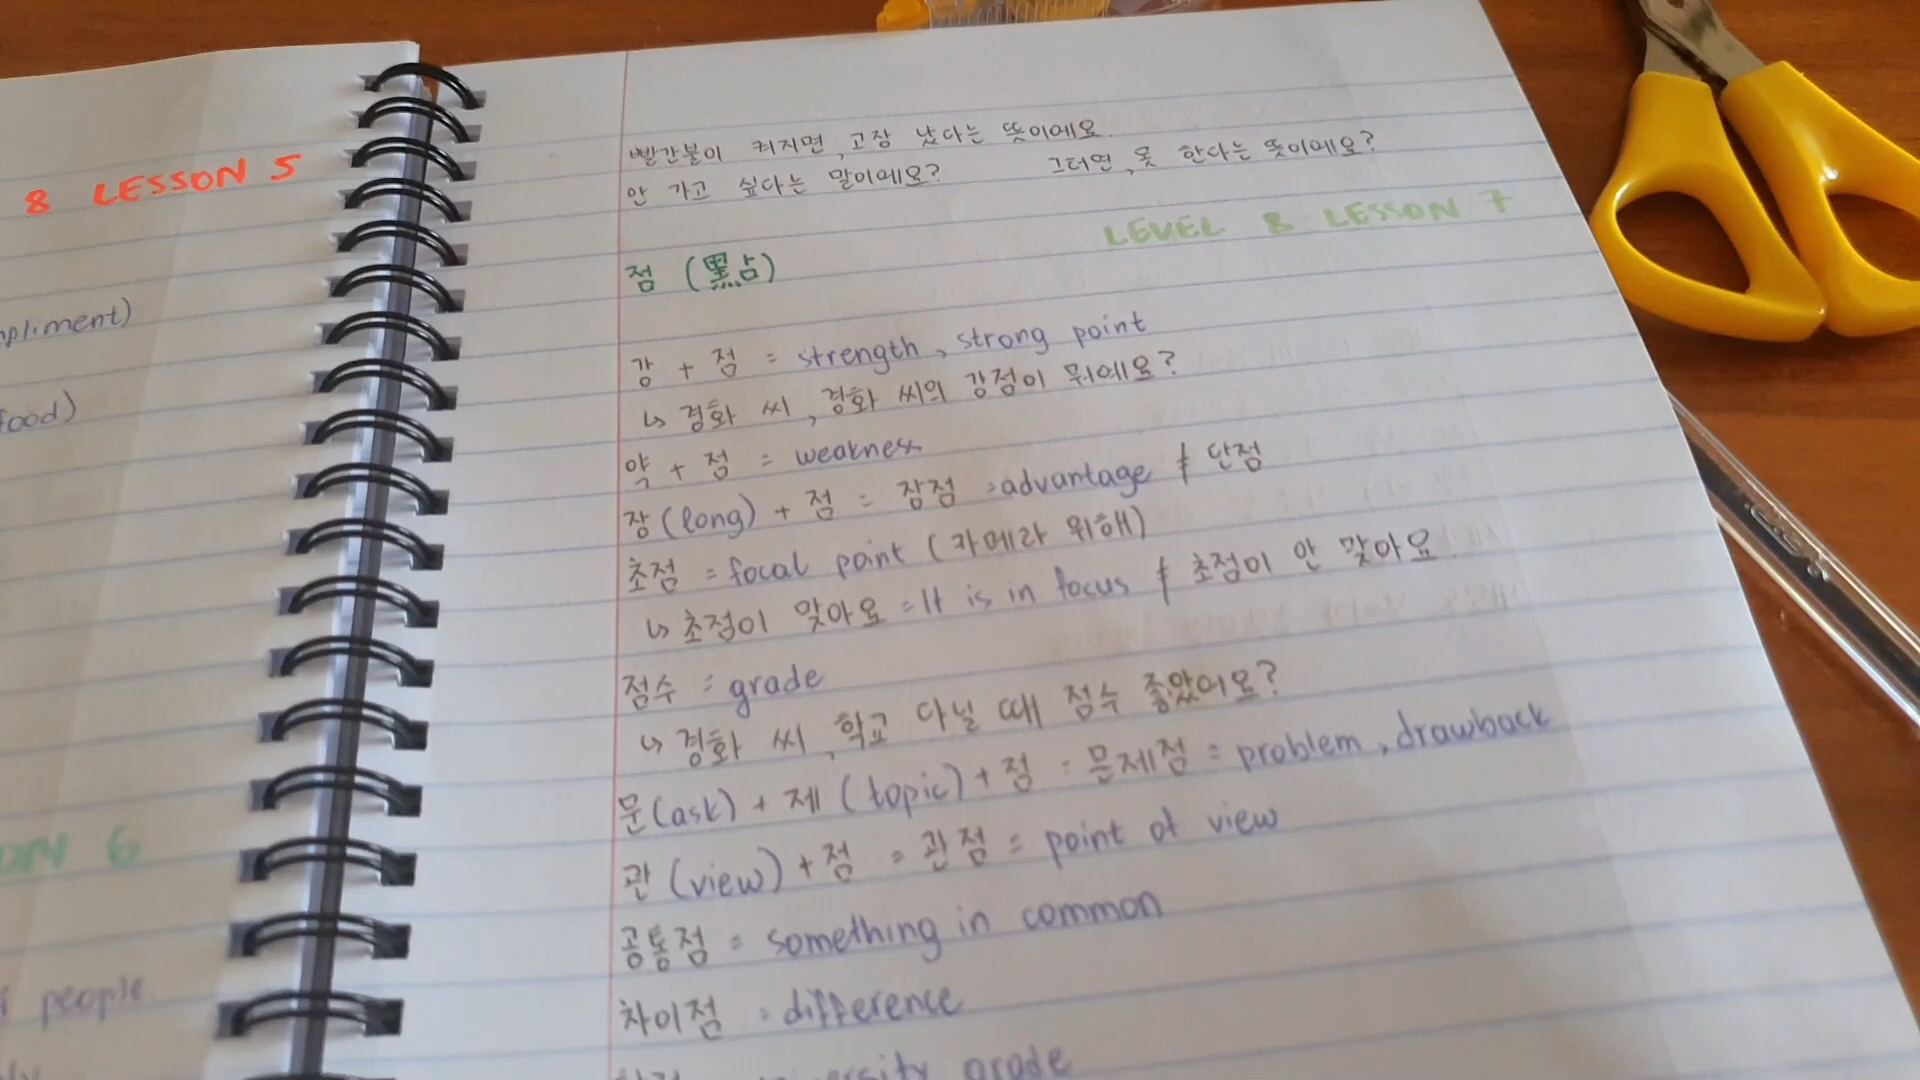 8 LESSON 5
mpliment)
food)
ON 6
people
빨간불이 켜지면, 고장 났다는 뜻이에요
안 가고 싶다는 말이에요? 그러면, 못 한다는 뜻이에요?
LEVEL 8 LESSON 7
점 (黑占)
강 + 점 = strength, strong point
↳ 경화 씨, 경화 씨의 강점이 뭐예요?
약 + 점 = weakness
장(long) + 점 = 잠점 = advantage ≠ 단점
초점 = focal point (카메라 위해)
↳ 초점이 맞아요 = It is in focus ≠ 초점이 안 맞아요
점수 = grade
↳ 경화 씨, 학교 다닐 때 점수 좋았어요?
문(ask) + 제 (topic) + 점 = 문제점 = problem, drawback
관 (view) + 점 = 관점 = point of view
공통점 = something in common
차이점 = difference
grade